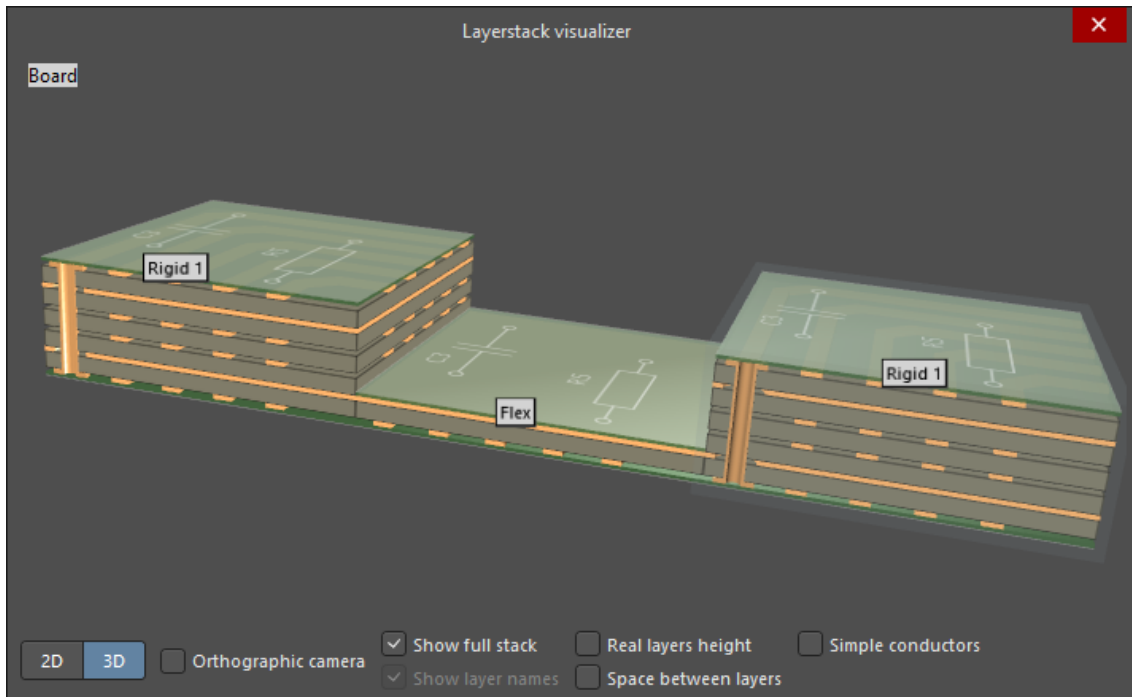 Layerstack visualizer
Board
Rigid 1
Rigid 1
Flex
2D
3D
Orthographic camera
Show full stack
Real layers height
Simple conductors
Show layer names
Space between layers